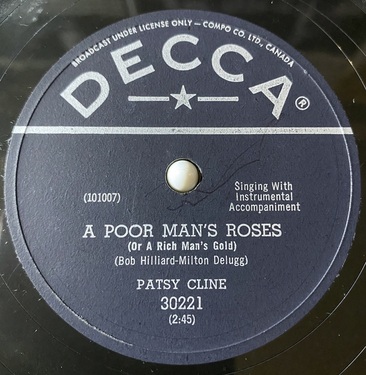 BROADCAST UNDER LICENSE ONLY — COMPO CO. LTD., CANADA
DECCA®
(101007)
Singing With
Instrumental
Accompaniment
A POOR MAN'S ROSES
(Or A Rich Man's Gold)
(Bob Hilliard-Milton Delugg)
PATSY CLINE
30221
(2:45)